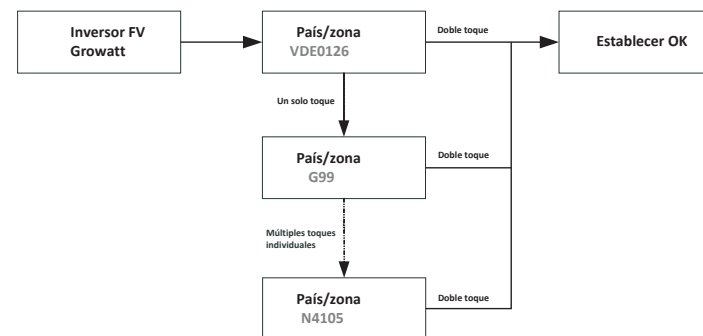 Inversor FV
Growatt
País/zona
VDE0126
Doble toque
Establecer OK
Un solo toque
País/zona
G99
Doble toque
Múltiples toques
individuales
País/zona
N4105
Doble toque